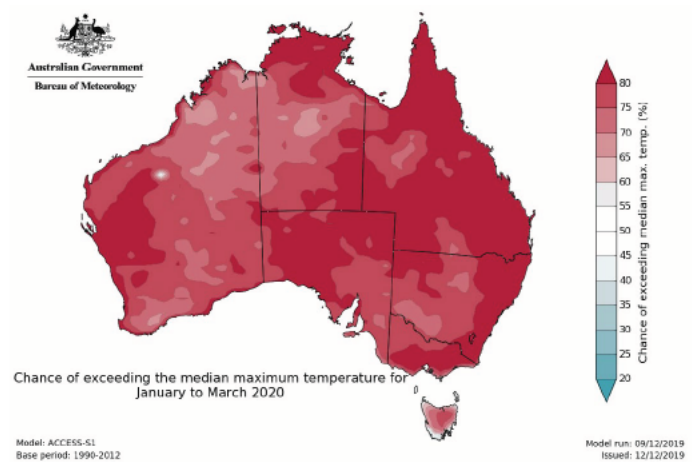 Australian Government
Bureau of Meteorology
80
75
70
65
60
55
50
45
40
35
30
25
20
Chance of exceeding median max. temp. (%)
Chance of exceeding the median maximum temperature for
January to March 2020
Model: ACCESS-S1
Base period: 1990-2012
Model run: 09/12/2019
Issued: 12/12/2019